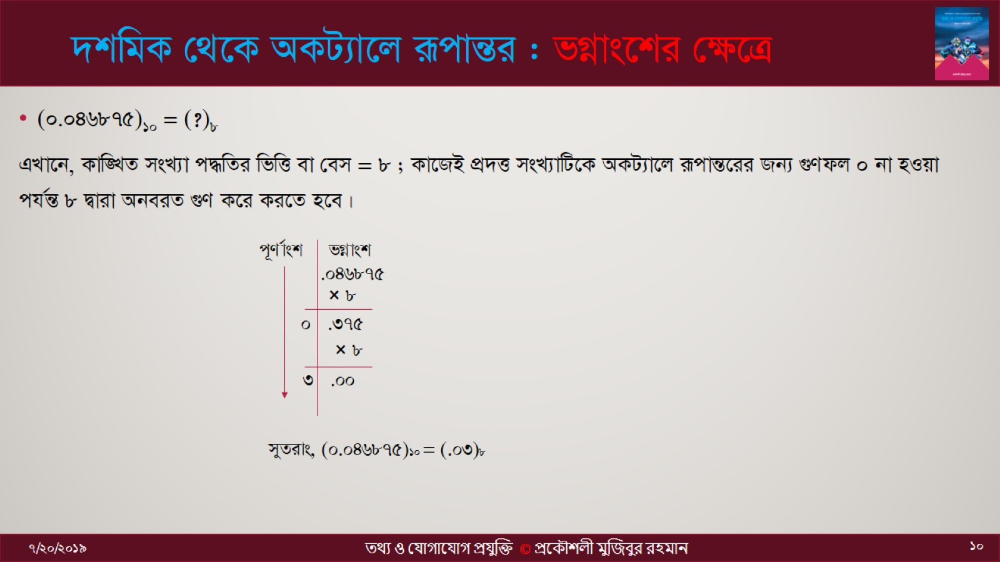 দশমিক থেকে অকট্যালে রূপান্তর : ভগ্নাংশের ক্ষেত্রে
• (০.০৪৬৮৭৫)১০ = (?)৮
এখানে, কাঙ্খিত সংখ্যা পদ্ধতির ভিত্তি বা বেস = ৮ ; কাজেই প্রদত্ত সংখ্যাটিকে অকট্যালে রূপান্তরের জন্য গুণফল ০ না হওয়া
পর্যন্ত ৮ দ্বারা অনবরত গুণ করে করতে হবে।
পূর্ণাংশ ভগ্নাংশ
.০৪৬৮৭৫
× ৮
০ .৩৭৫
× ৮
৩ .০০
সুতরাং, (০.০৪৬৮৭৫)১০ = (.০৩)৮
৭/২০/২০১৯ তথ্য ও যোগাযোগ প্রযুক্তি © প্রকৌশলী মুজিবুর রহমান ১০